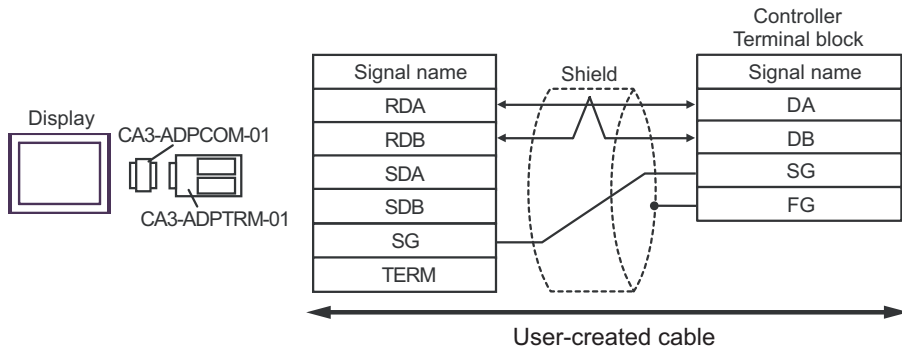 Controller
Terminal block
Signal name
Shield
Signal name
RDA
DA
Display
CA3-ADPCOM-01
RDB
DB
SDA
SG
SDB
FG
CA3-ADPTRM-01
SG
TERM
User-created cable